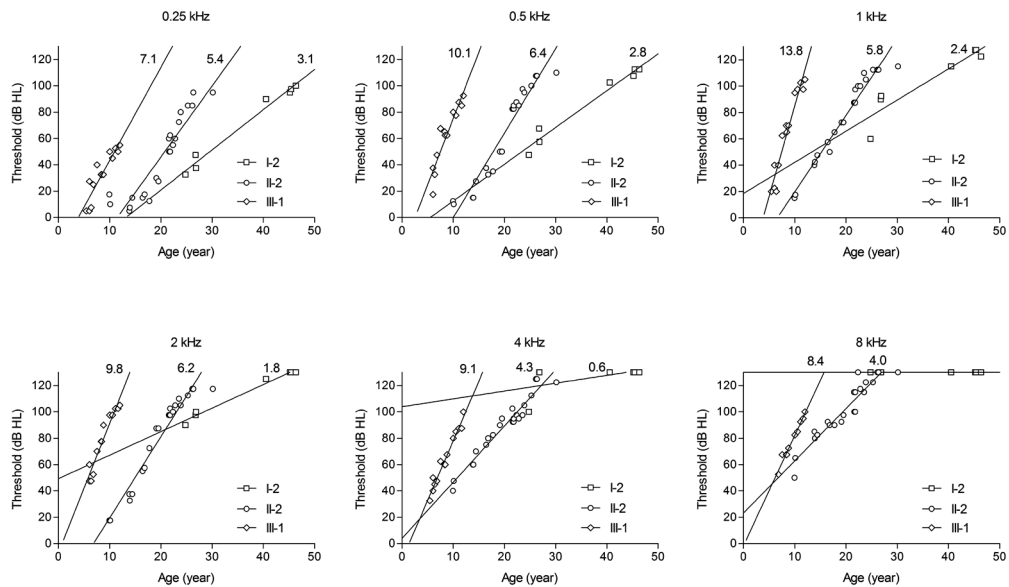 0.25 kHz
7.1 5.4 3.1
Threshold (dB HL)
120
100
80
60
40
20
0
I-2
II-2
III-1
0 10 20 30 40 50
Age (year)
0.5 kHz
10.1 6.4 2.8
Threshold (dB HL)
120
100
80
60
40
20
0
I-2
II-2
III-1
0 10 20 30 40 50
Age (year)
1 kHz
13.8 5.8 2.4
Threshold (dB HL)
120
100
80
60
40
20
0
I-2
II-2
III-1
0 10 20 30 40 50
Age (year)
2 kHz
9.8 6.2 1.8
Threshold (dB HL)
120
100
80
60
40
20
0
I-2
II-2
III-1
0 10 20 30 40 50
Age (year)
4 kHz
9.1 4.3 0.6
Threshold (dB HL)
120
100
80
60
40
20
0
I-2
II-2
III-1
0 10 20 30 40 50
Age (year)
8 kHz
8.4 4.0
Threshold (dB HL)
120
100
80
60
40
20
0
I-2
II-2
III-1
0 10 20 30 40 50
Age (year)